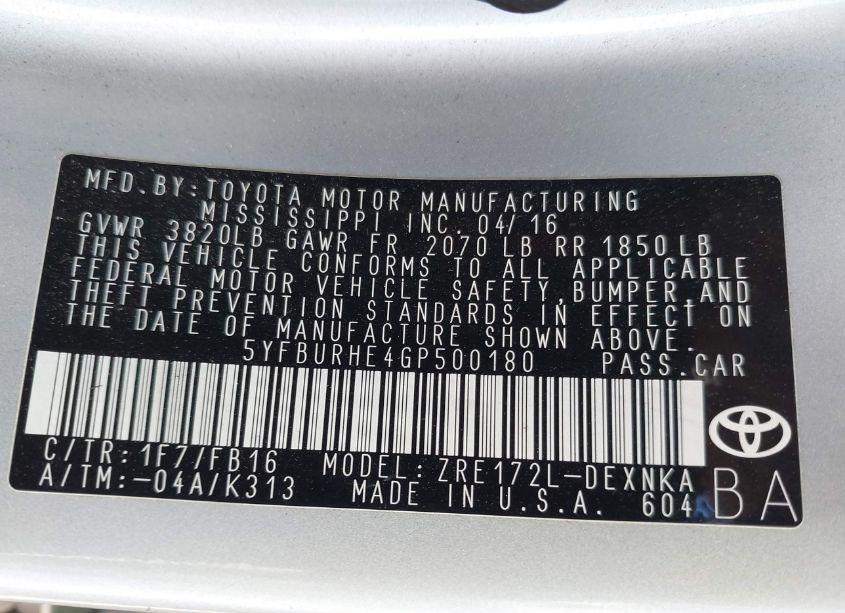 MFD.BY:TOYOTA MOTOR MANUFACTURING
MISSISSIPPI INC. 04/16
GVWR 3820LB GAWR FR 2070 LB RR 1850LB
THIS VEHICLE CONFORMS TO ALL APPLICABLE
FEDERAL MOTOR VEHICLE SAFETY,BUMPER,AND
THEFT PREVENTION STANDARDS IN EFFECT ON
THE DATE OF MANUFACTURE SHOWN ABOVE.
5YFBURHE4GP500180 PASS.CAR
C/TR:1F7/FB16 MODEL:ZRE172L-DEXNKA
A/TM:-04A/K313 MADE IN U.S.A. 604
BA